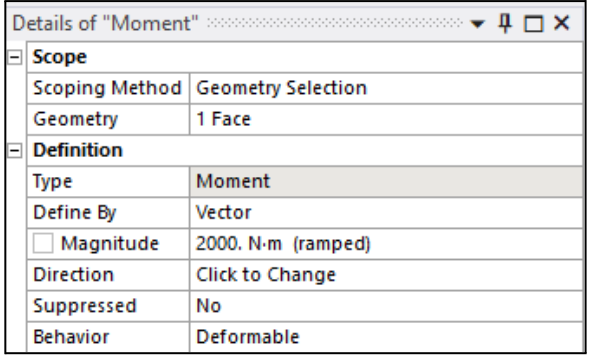 Details of "Moment"
Scope
Scoping Method Geometry Selection
Geometry 1 Face
Definition
Type Moment
Define By Vector
Magnitude 2000. N·m (ramped)
Direction Click to Change
Suppressed No
Behavior Deformable